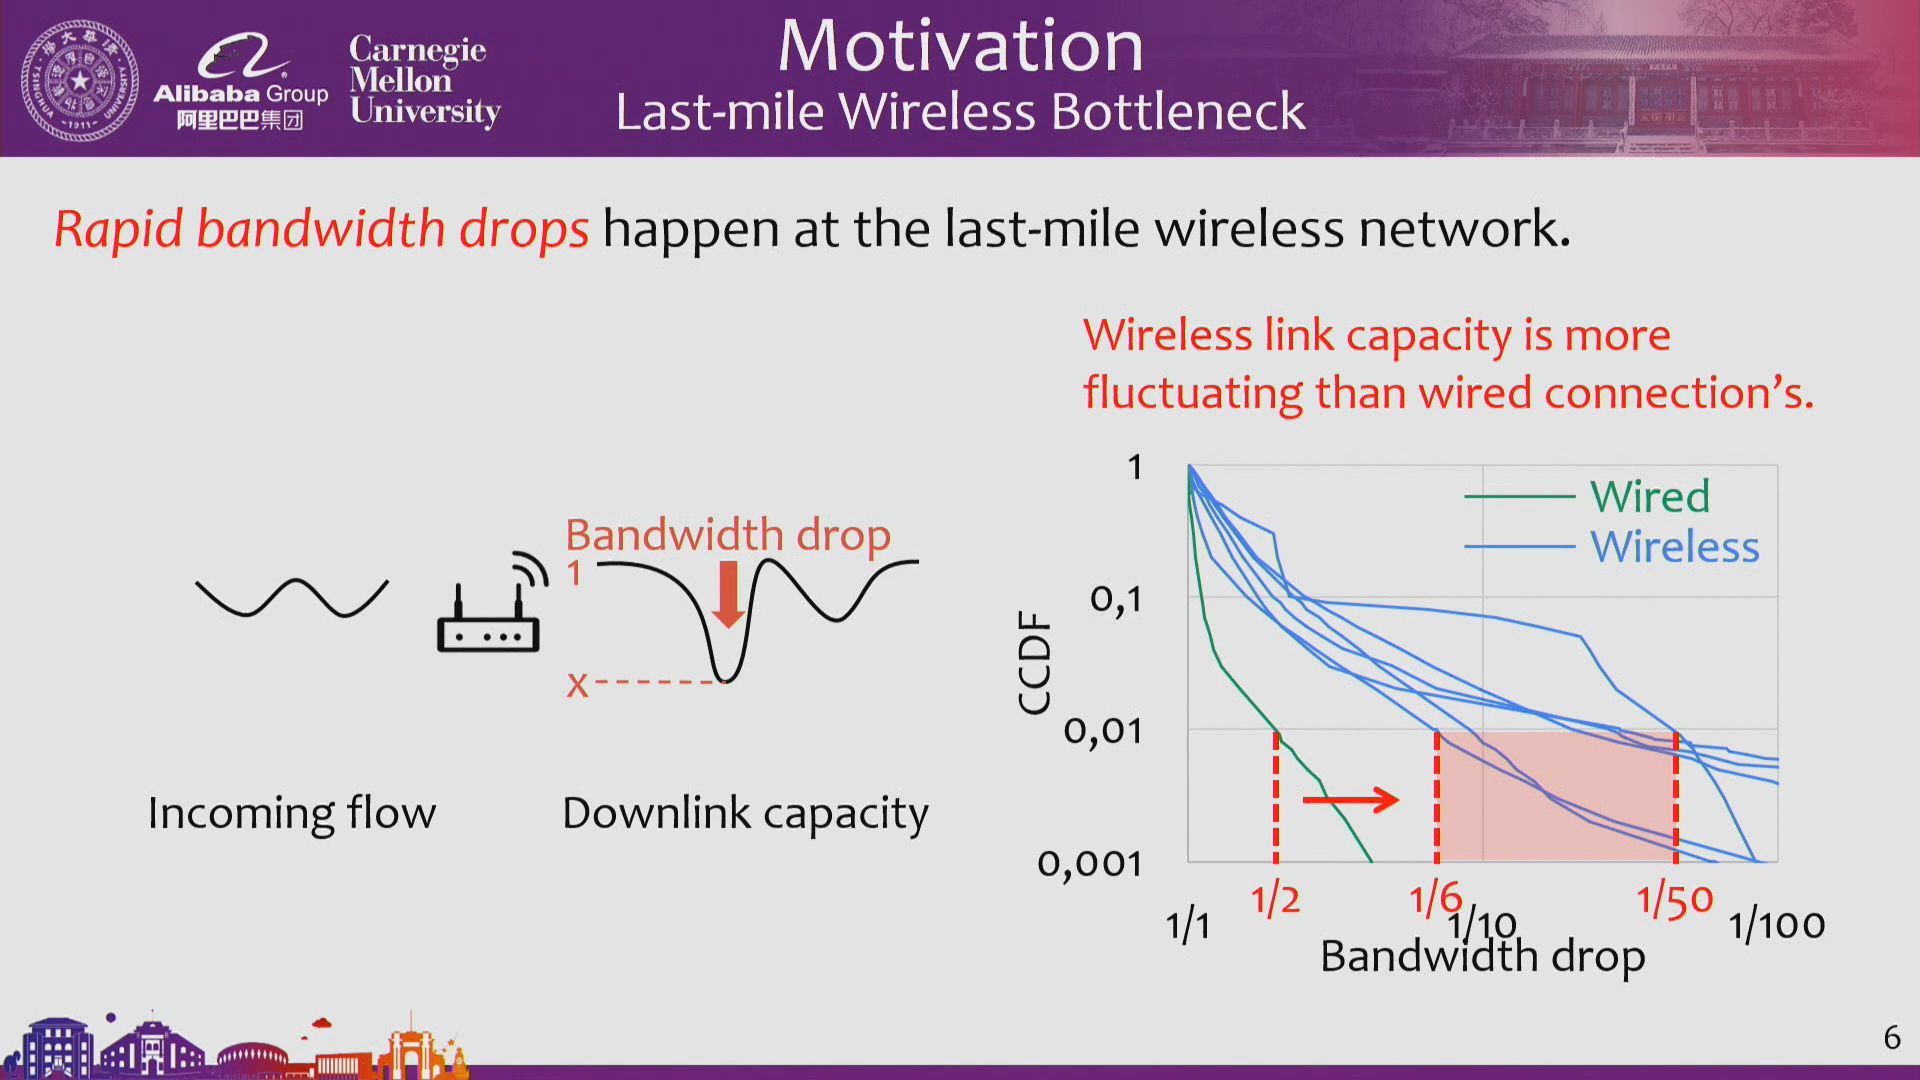 Carnegie
Mellon
University
Alibaba Group
阿里巴巴集团
TSINGHUA UNIVERSITY
-1911-
Motivation
Last-mile Wireless Bottleneck
Rapid bandwidth drops happen at the last-mile wireless network.
Wireless link capacity is more
fluctuating than wired connection's.
Bandwidth drop
1
x
Incoming flow
Downlink capacity
CCDF
1
0,1
0,01
0,001
Wired
Wireless
1/2
1/6
1/50
1/1
1/10
1/100
Bandwidth drop
6